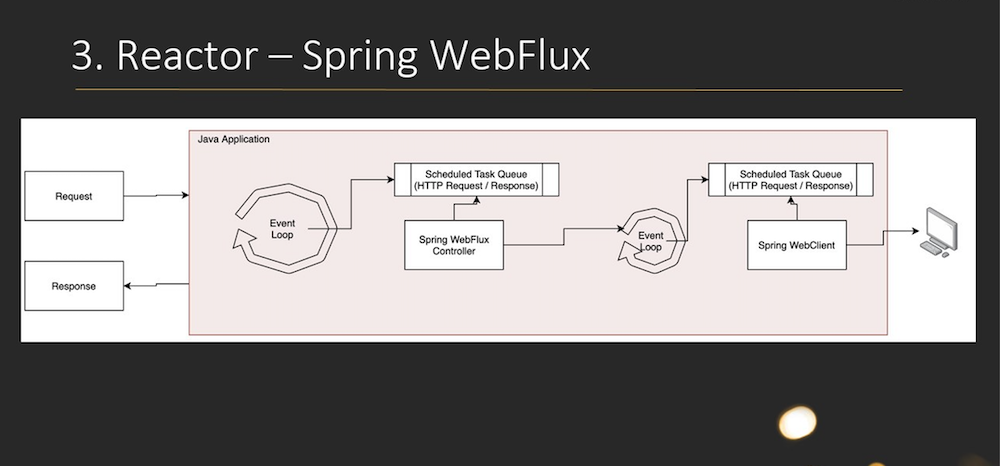 3. Reactor – Spring WebFlux
Java Application
Request
Response
Event
Loop
Scheduled Task Queue
(HTTP Request / Response)
Spring WebFlux
Controller
Event
Loop
Scheduled Task Queue
(HTTP Request / Response)
Spring WebClient